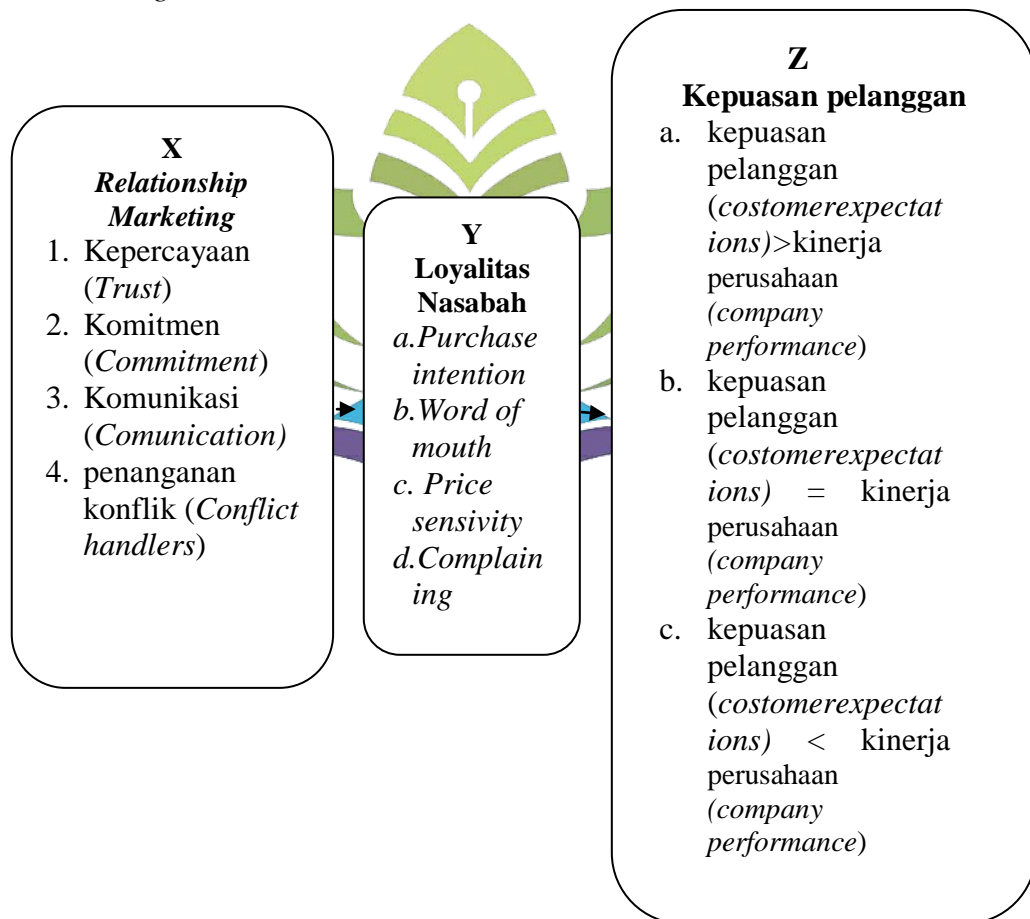 X
Relationship
Marketing
1. Kepercayaan
(Trust)
2. Komitmen
(Commitment)
3. Komunikasi
(Comunication)
4. penanganan
konflik (Conflict
handlers)
Y
Loyalitas
Nasabah
a.Purchase
intention
b.Word of
mouth
c. Price
sensivity
d.Complain
ing
Z
Kepuasan pelanggan
a. kepuasan
pelanggan
(costomerexpectat
ions)>kinerja
perusahaan
(company
performance)
b. kepuasan
pelanggan
(costomerexpectat
ions) = kinerja
perusahaan
(company
performance)
c. kepuasan
pelanggan
(costomerexpectat
ions) < kinerja
perusahaan
(company
performance)